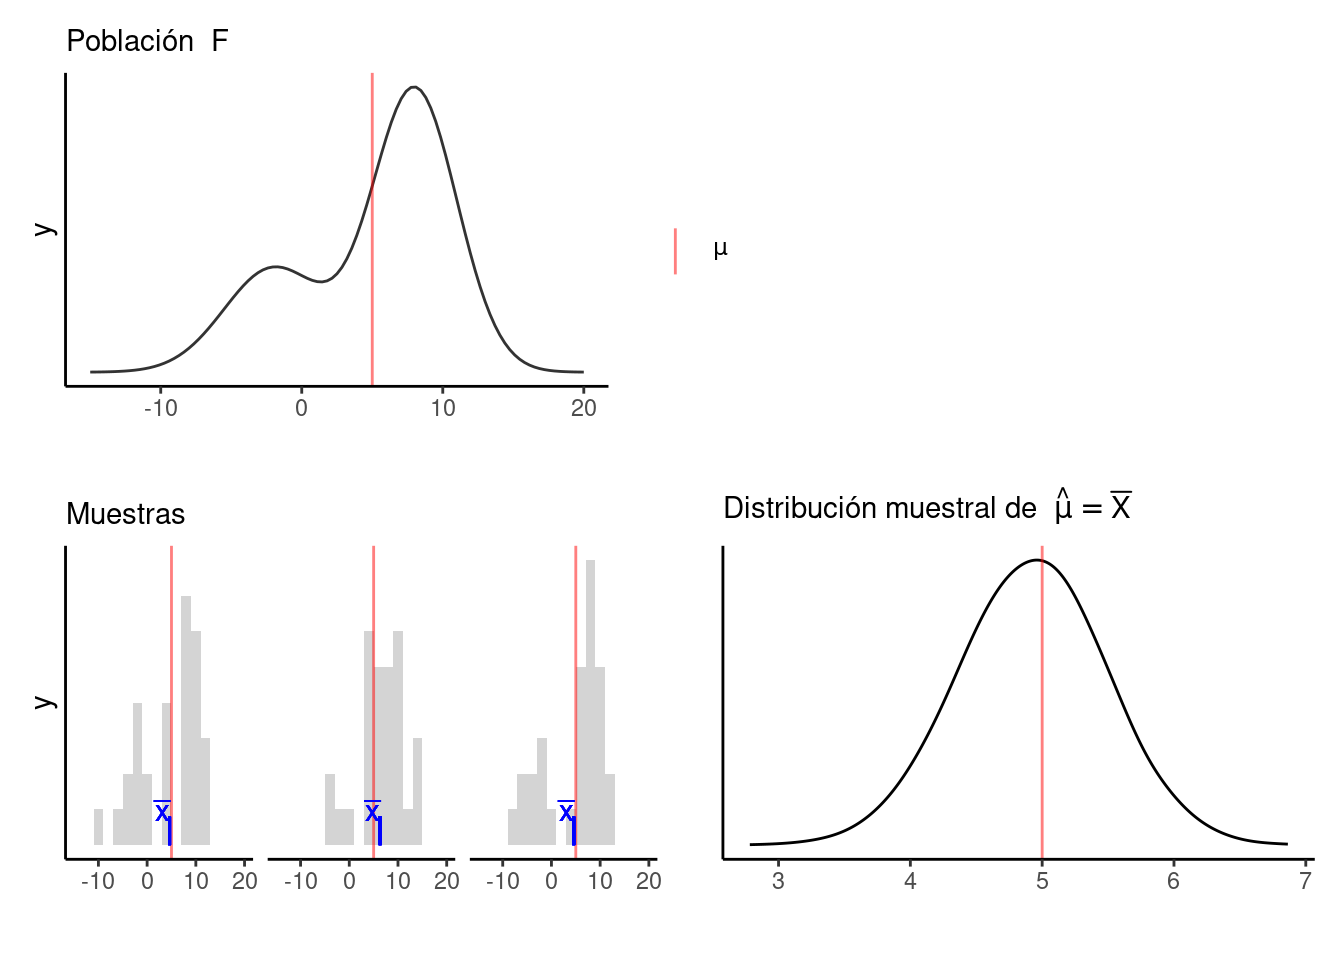 Población F
y
-10 0 10 20
μ
Muestras
y
X̅ X̅ X̅
-10 0 10 20 -10 0 10 20 -10 0 10 20
Distribución muestral de μ̂ = X̅
3 4 5 6 7